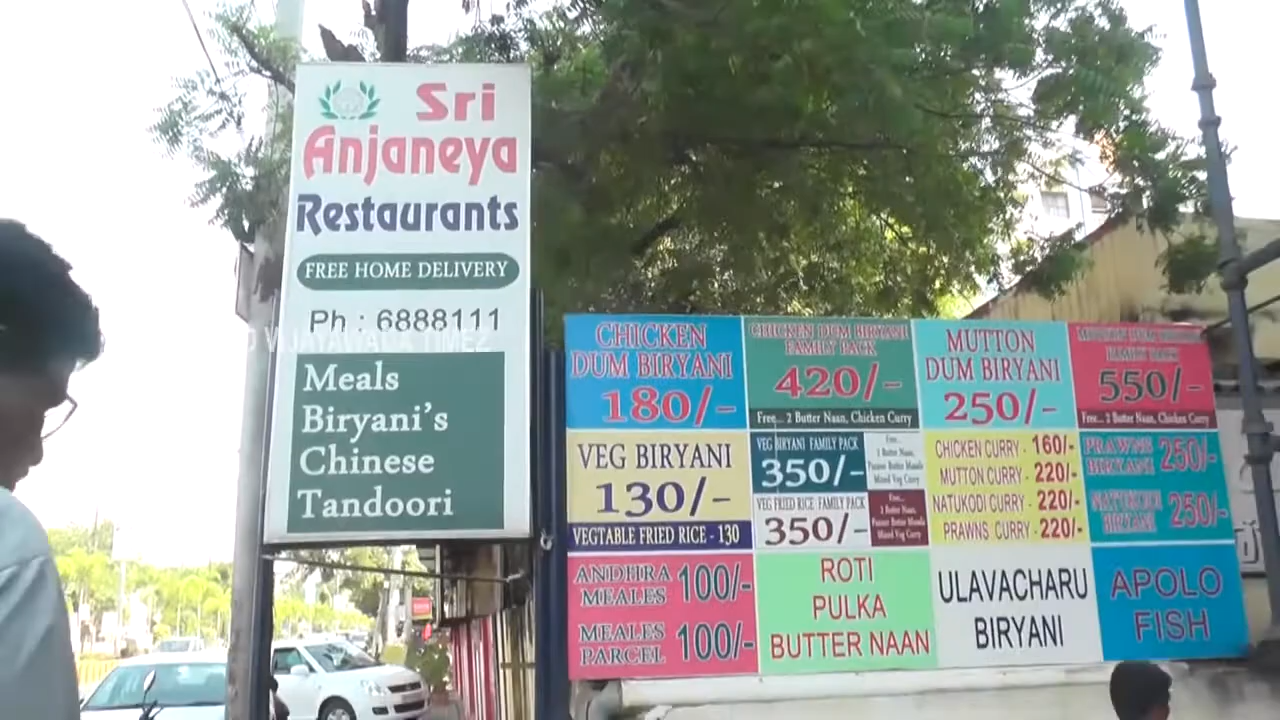 Sri
Anjaneya
Restaurants
FREE HOME DELIVERY
Ph : 6888111
Meals
Biryani's
Chinese
Tandoori
CHICKEN
DUM BIRYANI
180/-
CHICKEN DUM BIRYANI
FAMILY PACK
420/-
Free... 2 Butter Naan, Chicken Curry
MUTTON
DUM BIRYANI
250/-
MUTTON DUM BIRYANI
FAMILY PACK
550/-
Free... 2 Butter Naan, Chicken Curry
VEG BIRYANI
130/-
VEGTABLE FRIED RICE - 130
VEG BIRYANI FAMILY PACK
350/-
Free...
2 Butter Naan,
Paneer Butter Masala
Mixed Veg Curry
VEG FRIED RICE FAMILY PACK
350/-
Free...
2 Butter Naan,
Paneer Butter Masala
Mixed Veg Curry
CHICKEN CURRY - 160/-
MUTTON CURRY - 220/-
NATUKODI CURRY - 220/-
PRAWNS CURRY - 220/-
PRAWNS
BIRYANI 250/-
NATUKODI
BIRYANI 250/-
ANDHRA
MEALES 100/-
MEALES
PARCEL 100/-
ROTI
PULKA
BUTTER NAAN
ULAVACHARU
BIRYANI
APOLO
FISH